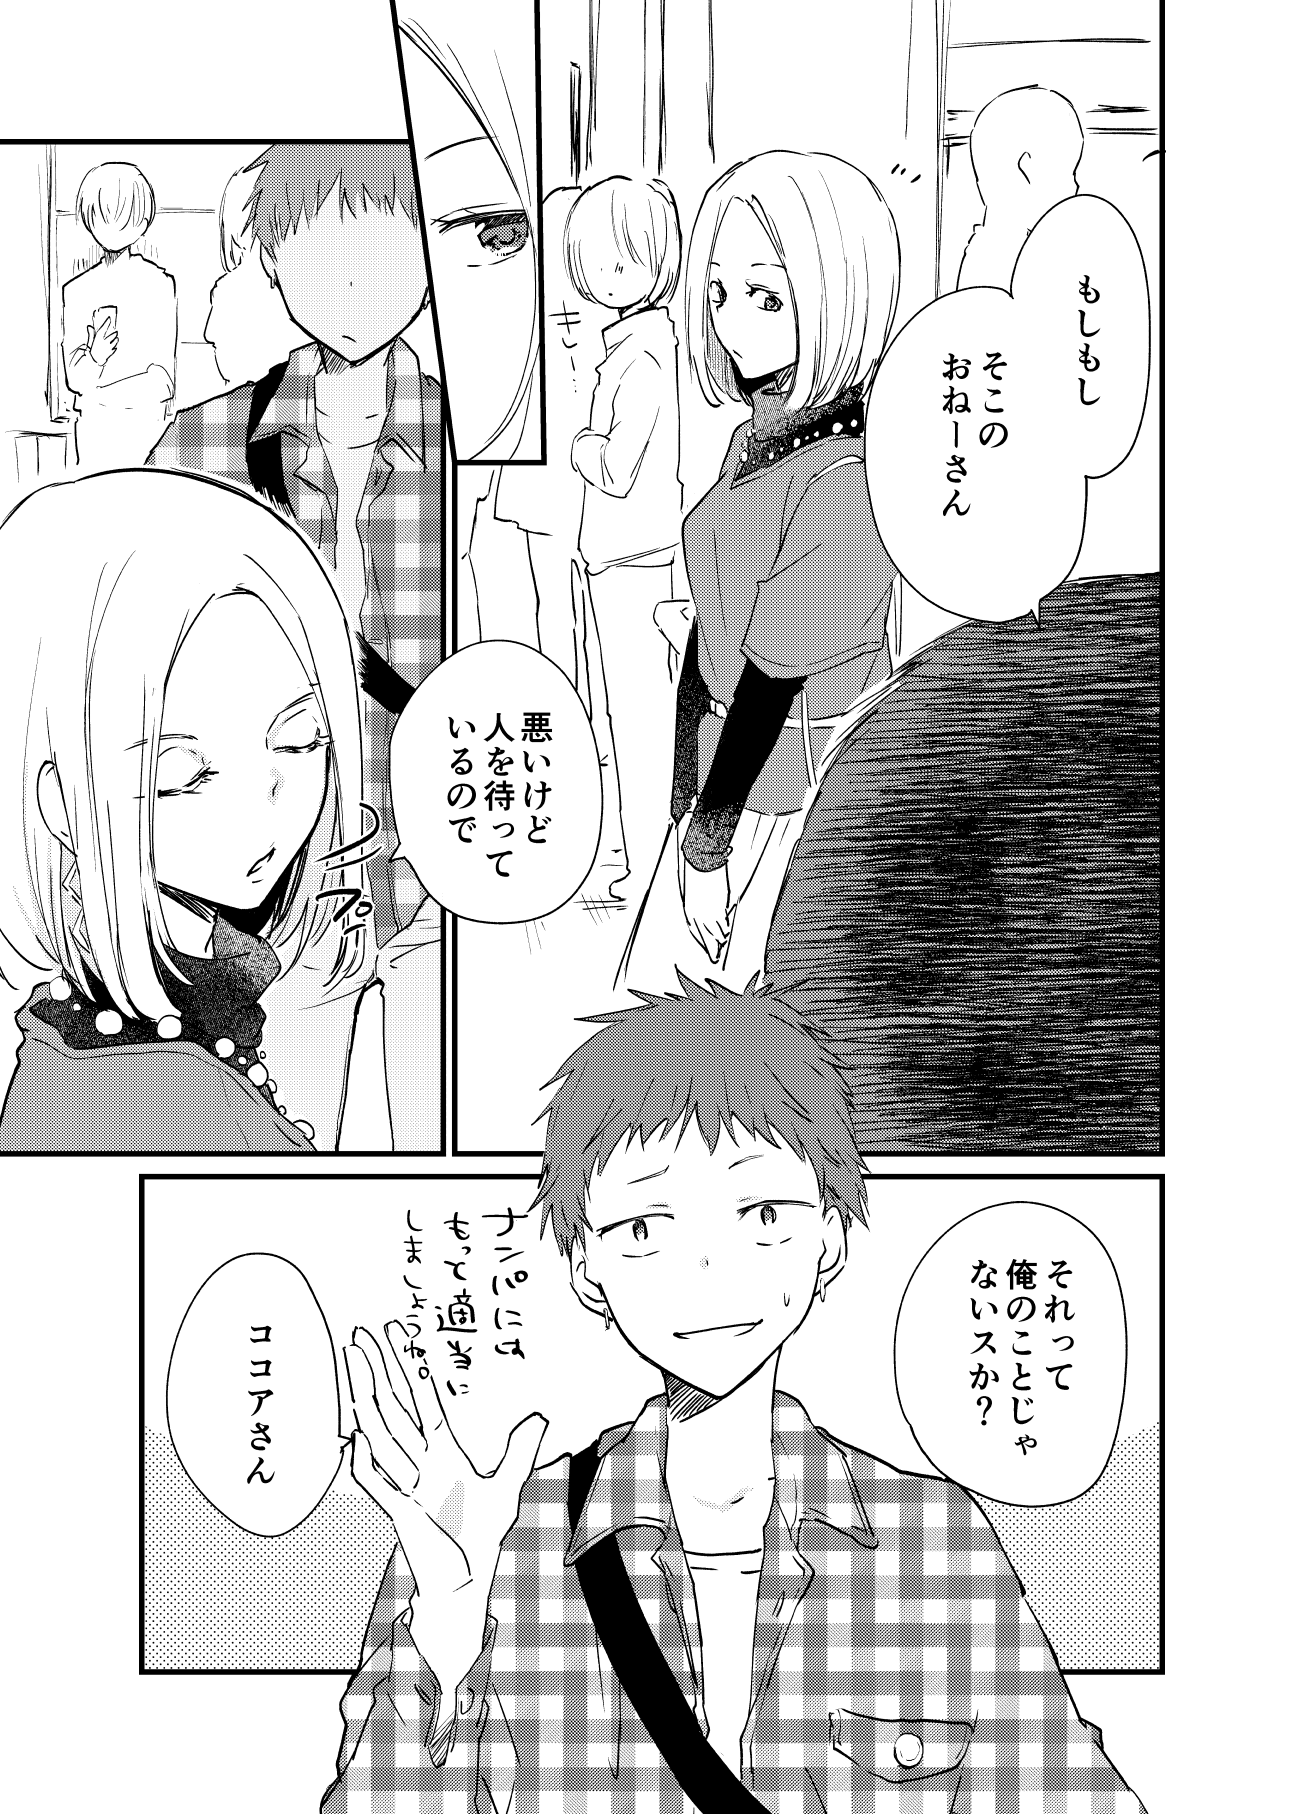 もしもし
そこの
おねーさん
き…
悪いけど
人を待って
いるので
プイ
それって
俺のことじゃ
ないスか?
ナンパには
もって適当に
しましょうね。
ココアさん